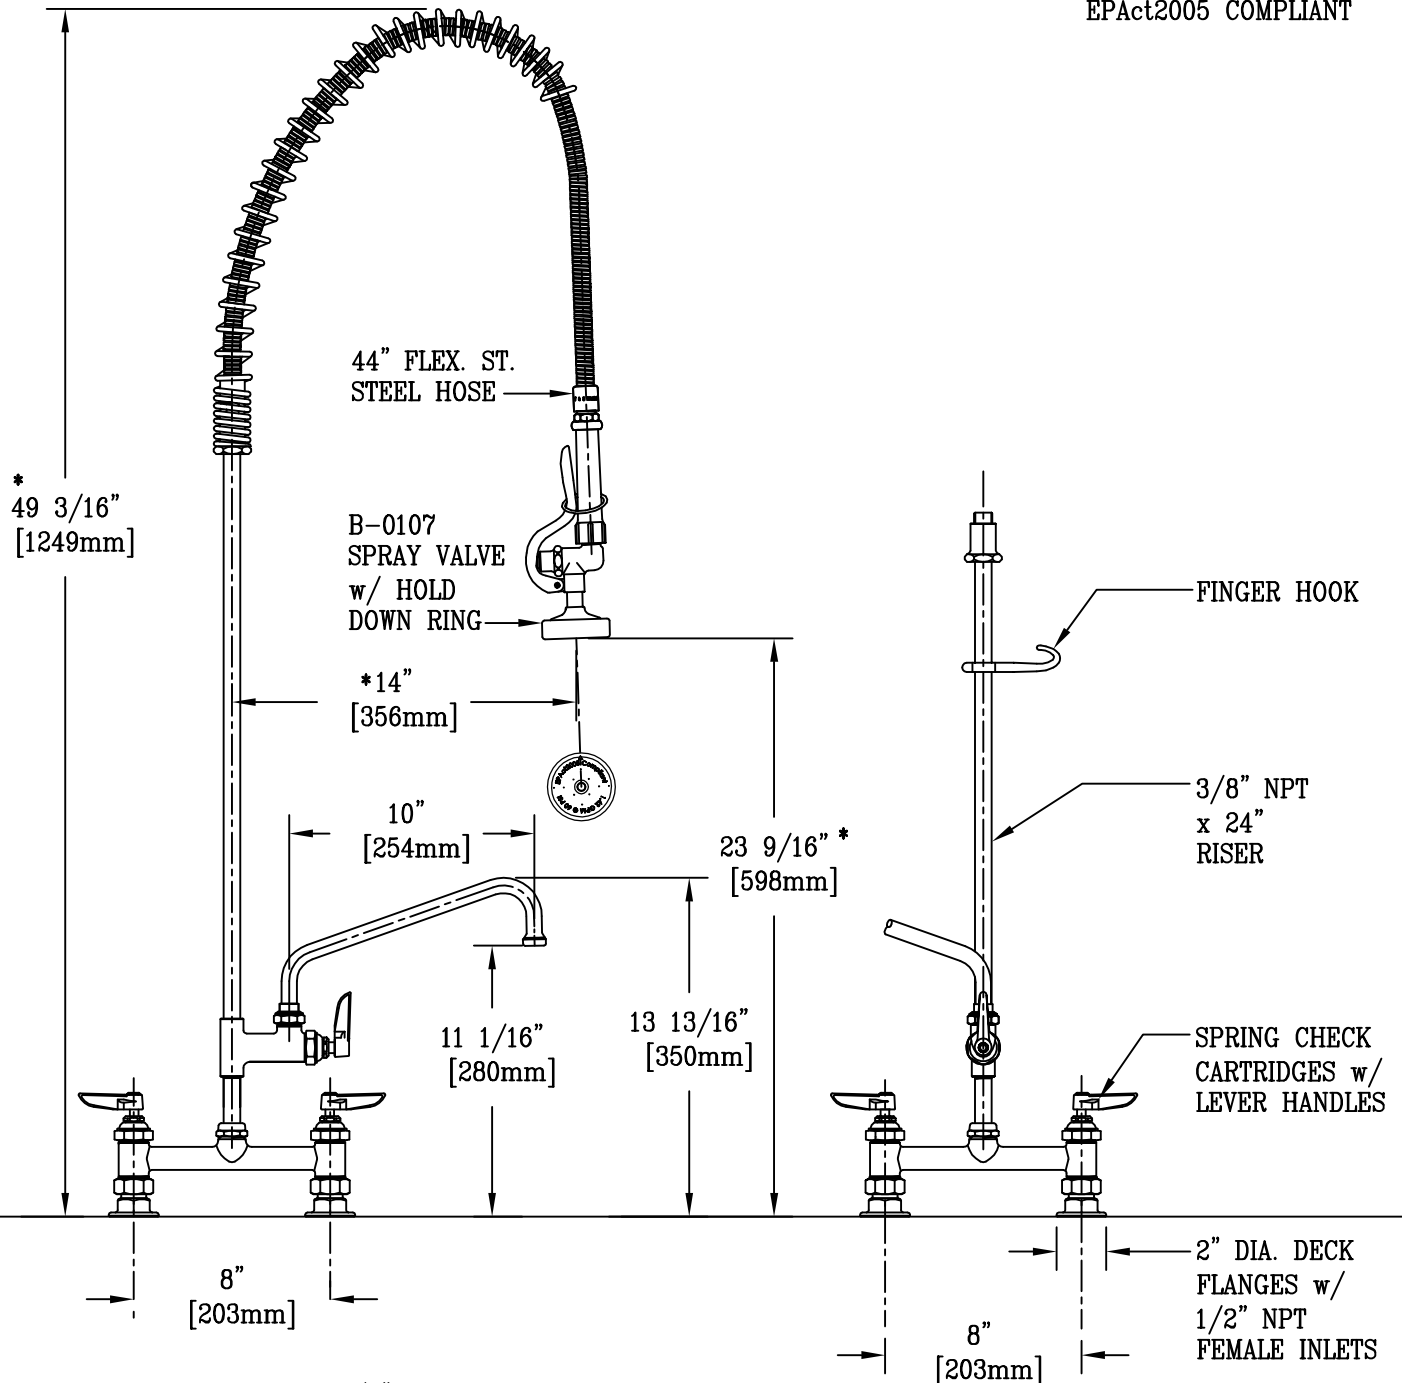 EPAct2005 COMPLIANT
44" FLEX. ST.
STEEL HOSE
*
49 3/16"
[1249mm]
B-0107
SPRAY VALVE
w/ HOLD
DOWN RING
FINGER HOOK
*14"
[356mm]
EPAct2005 Compliant
3/8" NPT
x 24"
RISER
10"
[254mm]
23 9/16" *
[598mm]
11 1/16"
[280mm]
13 13/16"
[350mm]
SPRING CHECK
CARTRIDGES w/
LEVER HANDLES
2" DIA. DECK
FLANGES w/
1/2" NPT
FEMALE INLETS
8"
[203mm]
8"
[203mm]